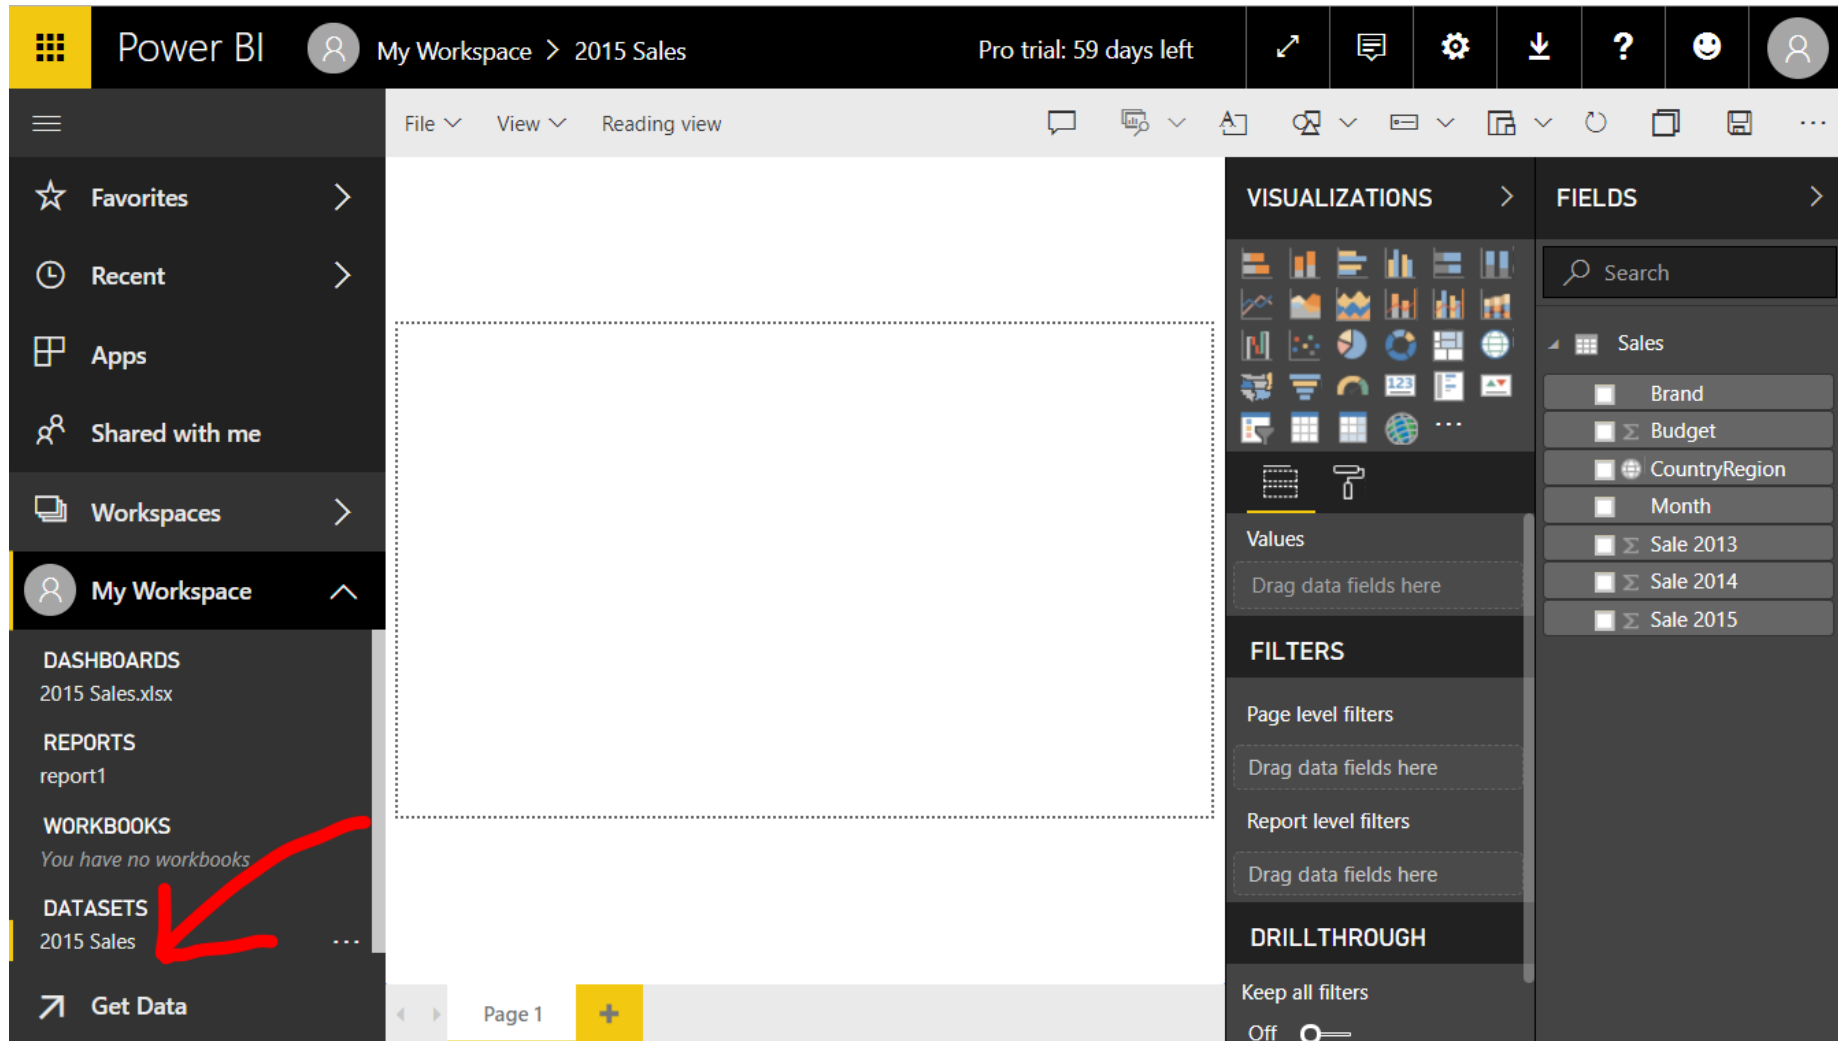 Power BI
My Workspace > 2015 Sales
Pro trial: 59 days left
?
File
View
Reading view
...
Favorites
Recent
Apps
Shared with me
Workspaces
My Workspace
DASHBOARDS
2015 Sales.xlsx
REPORTS
report1
WORKBOOKS
You have no workbooks
DATASETS
2015 Sales
...
Get Data
Page 1
+
VISUALIZATIONS
123
...
Values
Drag data fields here
FILTERS
Page level filters
Drag data fields here
Report level filters
Drag data fields here
DRILLTHROUGH
Keep all filters
Off
FIELDS
Search
Sales
Brand
Σ Budget
CountryRegion
Month
Σ Sale 2013
Σ Sale 2014
Σ Sale 2015